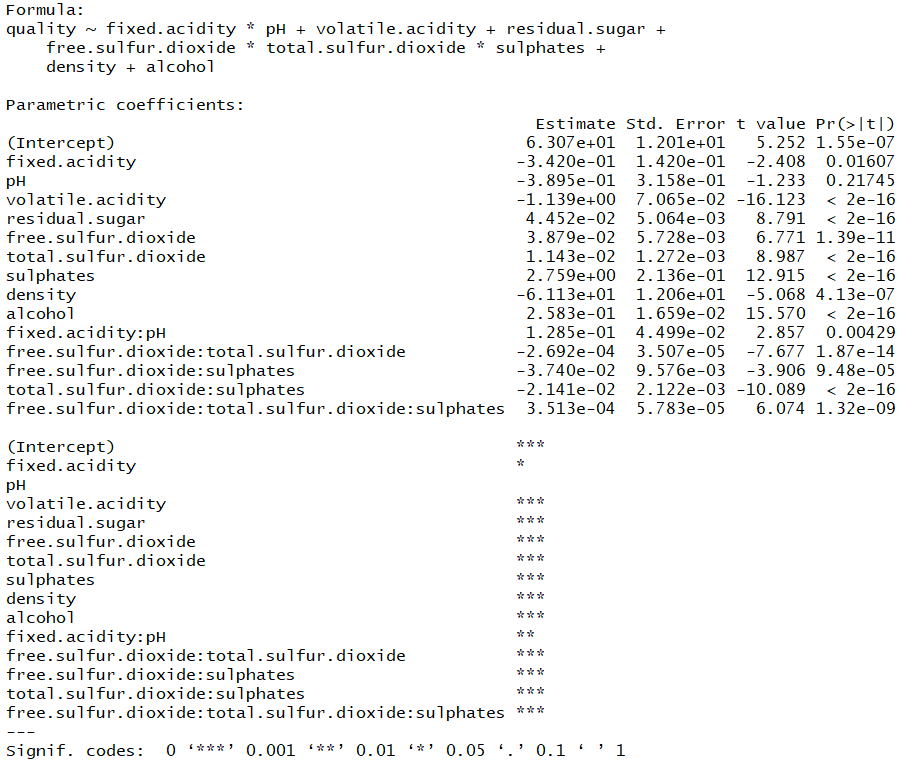 Formula:
quality ~ fixed.acidity * pH + volatile.acidity + residual.sugar +
    free.sulfur.dioxide * total.sulfur.dioxide * sulphates +
    density + alcohol

Parametric coefficients:
                                                     Estimate Std. Error t value Pr(>|t|)
(Intercept)                                         6.307e+01  1.201e+01   5.252 1.55e-07
fixed.acidity                                      -3.420e-01  1.420e-01  -2.408  0.01607
pH                                                 -3.895e-01  3.158e-01  -1.233  0.21745
volatile.acidity                                   -1.139e+00  7.065e-02 -16.123  < 2e-16
residual.sugar                                      4.452e-02  5.064e-03   8.791  < 2e-16
free.sulfur.dioxide                                 3.879e-02  5.728e-03   6.771 1.39e-11
total.sulfur.dioxide                                1.143e-02  1.272e-03   8.987  < 2e-16
sulphates                                           2.759e+00  2.136e-01  12.915  < 2e-16
density                                            -6.113e+01  1.206e+01  -5.068 4.13e-07
alcohol                                             2.583e-01  1.659e-02  15.570  < 2e-16
fixed.acidity:pH                                    1.285e-01  4.499e-02   2.857  0.00429
free.sulfur.dioxide:total.sulfur.dioxide           -2.692e-04  3.507e-05  -7.677 1.87e-14
free.sulfur.dioxide:sulphates                      -3.740e-02  9.576e-03  -3.906 9.48e-05
total.sulfur.dioxide:sulphates                     -2.141e-02  2.122e-03 -10.089  < 2e-16
free.sulfur.dioxide:total.sulfur.dioxide:sulphates  3.513e-04  5.783e-05   6.074 1.32e-09

(Intercept)                                        ***
fixed.acidity                                      *
pH
volatile.acidity                                   ***
residual.sugar                                     ***
free.sulfur.dioxide                                ***
total.sulfur.dioxide                               ***
sulphates                                          ***
density                                            ***
alcohol                                            ***
fixed.acidity:pH                                   **
free.sulfur.dioxide:total.sulfur.dioxide           ***
free.sulfur.dioxide:sulphates                      ***
total.sulfur.dioxide:sulphates                     ***
free.sulfur.dioxide:total.sulfur.dioxide:sulphates ***
---
Signif. codes:  0 ‘***’ 0.001 ‘**’ 0.01 ‘*’ 0.05 ‘.’ 0.1 ‘ ’ 1